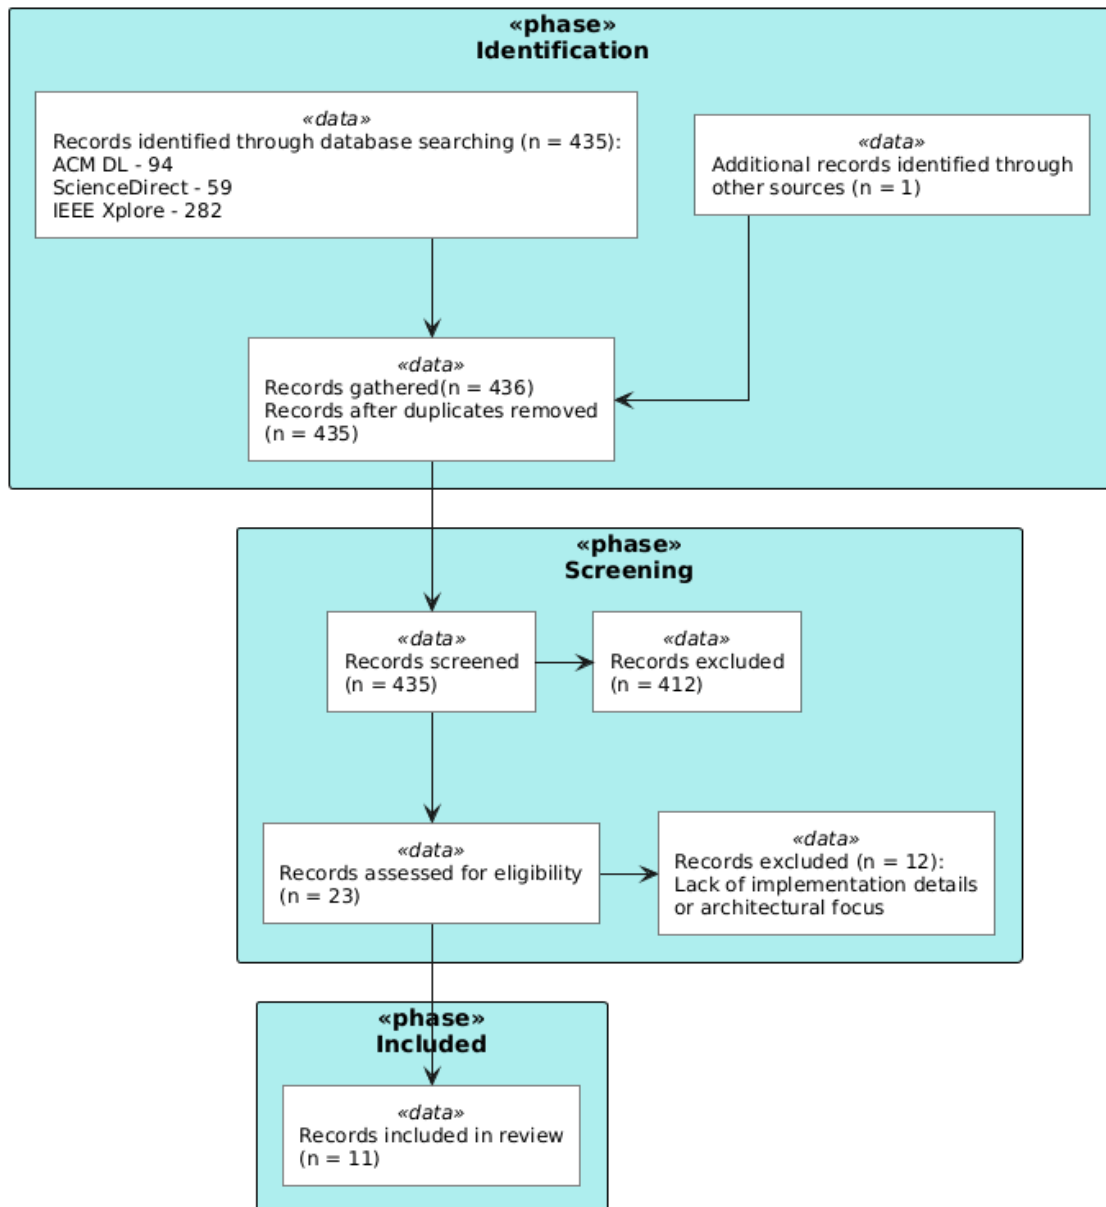 «phase»
Identification
«data»
Records identified through database searching (n = 435):
ACM DL - 94
ScienceDirect - 59
IEEE Xplore - 282
«data»
Additional records identified through
other sources (n = 1)
«data»
Records gathered(n = 436)
Records after duplicates removed
(n = 435)
«phase»
Screening
«data»
Records screened
(n = 435)
«data»
Records excluded
(n = 412)
«data»
Records assessed for eligibility
(n = 23)
«data»
Records excluded (n = 12):
Lack of implementation details
or architectural focus
«phase»
Included
«data»
Records included in review
(n = 11)